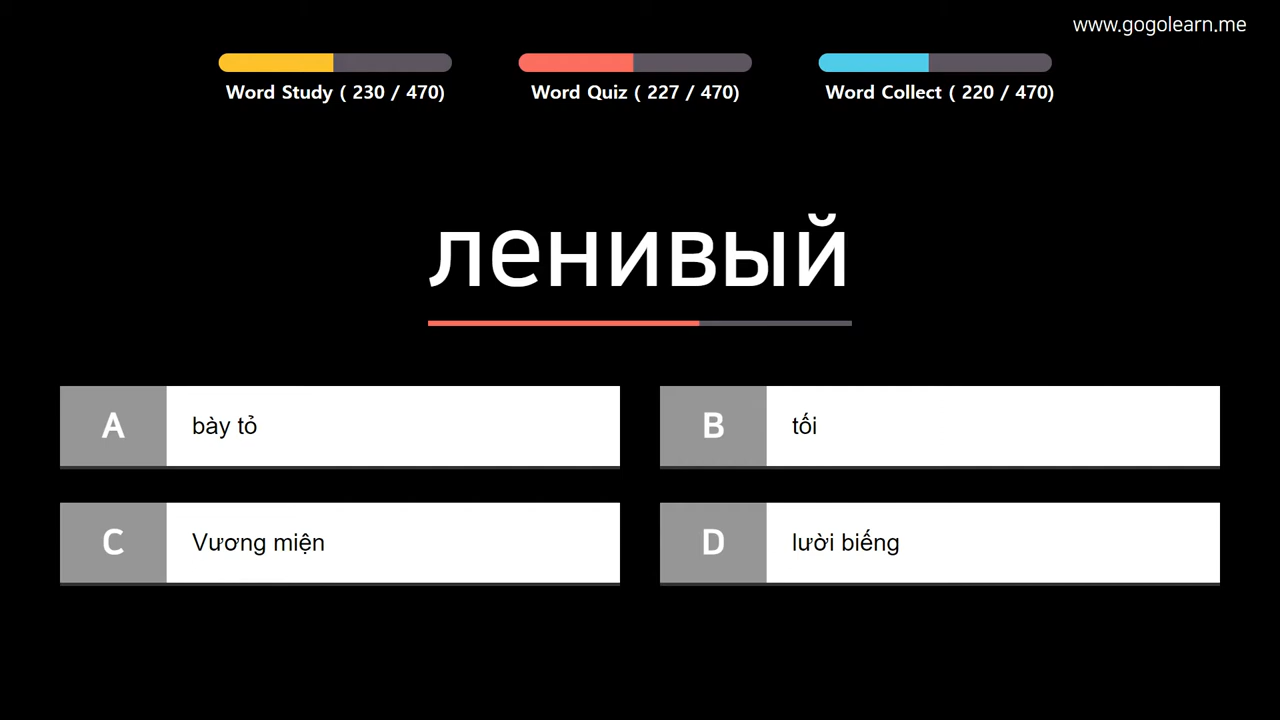 www.gogolearn.me
Word Study ( 230 / 470)
Word Quiz ( 227 / 470)
Word Collect ( 220 / 470)
ленивый
A bày tỏ
B tối
C Vương miện
D lười biếng